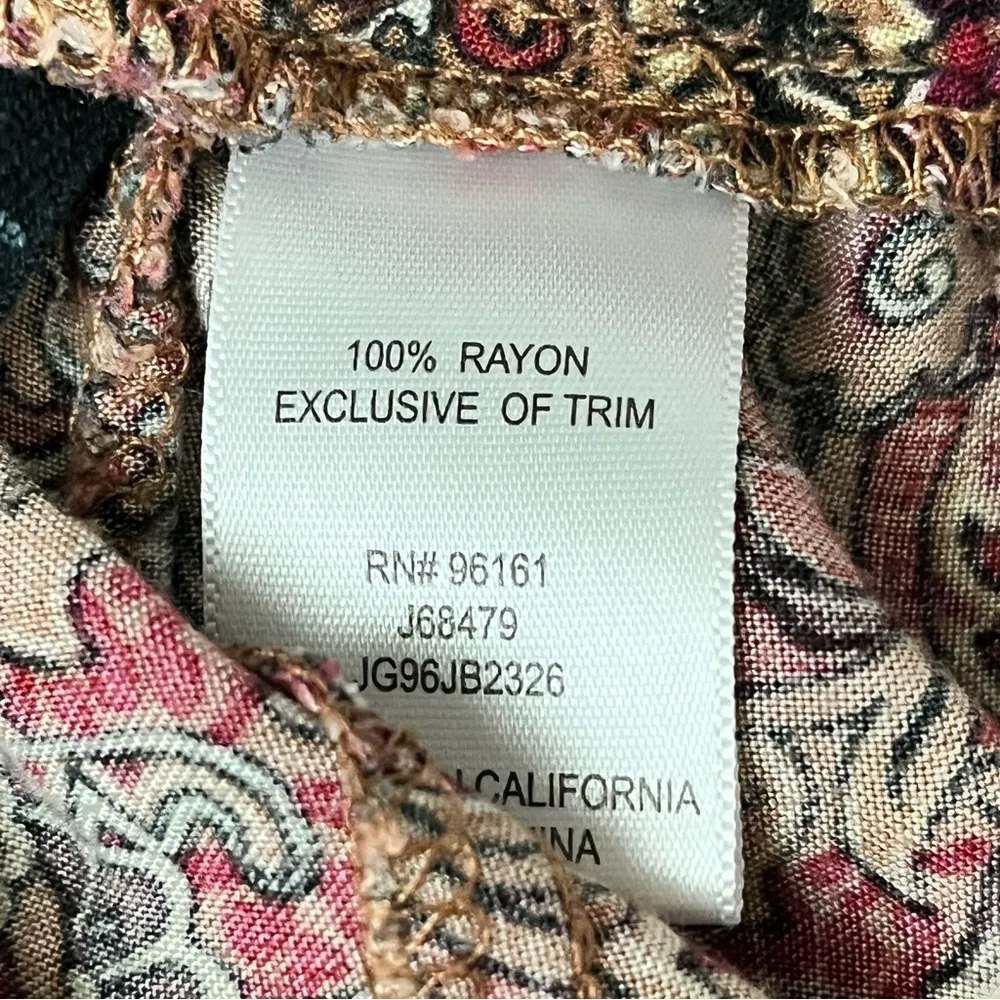 100% RAYON
EXCLUSIVE OF TRIM
RN# 96161
J68479
JG96JB2326
CALIFORNIA